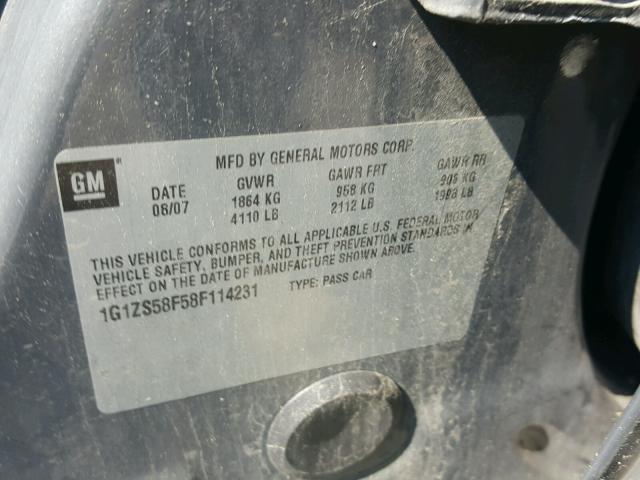 GM
MFD BY GENERAL MOTORS CORP.
DATE GVWR GAWR FRT GAWR RR
08/07 1864 KG 958 KG 905 KG
4110 LB 2112 LB 1998 LB
THIS VEHICLE CONFORMS TO ALL APPLICABLE U.S. FEDERAL MOTOR
VEHICLE SAFETY, BUMPER, AND THEFT PREVENTION STANDARDS IN
EFFECT ON THE DATE OF MANUFACTURE SHOWN ABOVE.
1G1ZS58F58F114231 TYPE: PASS CAR